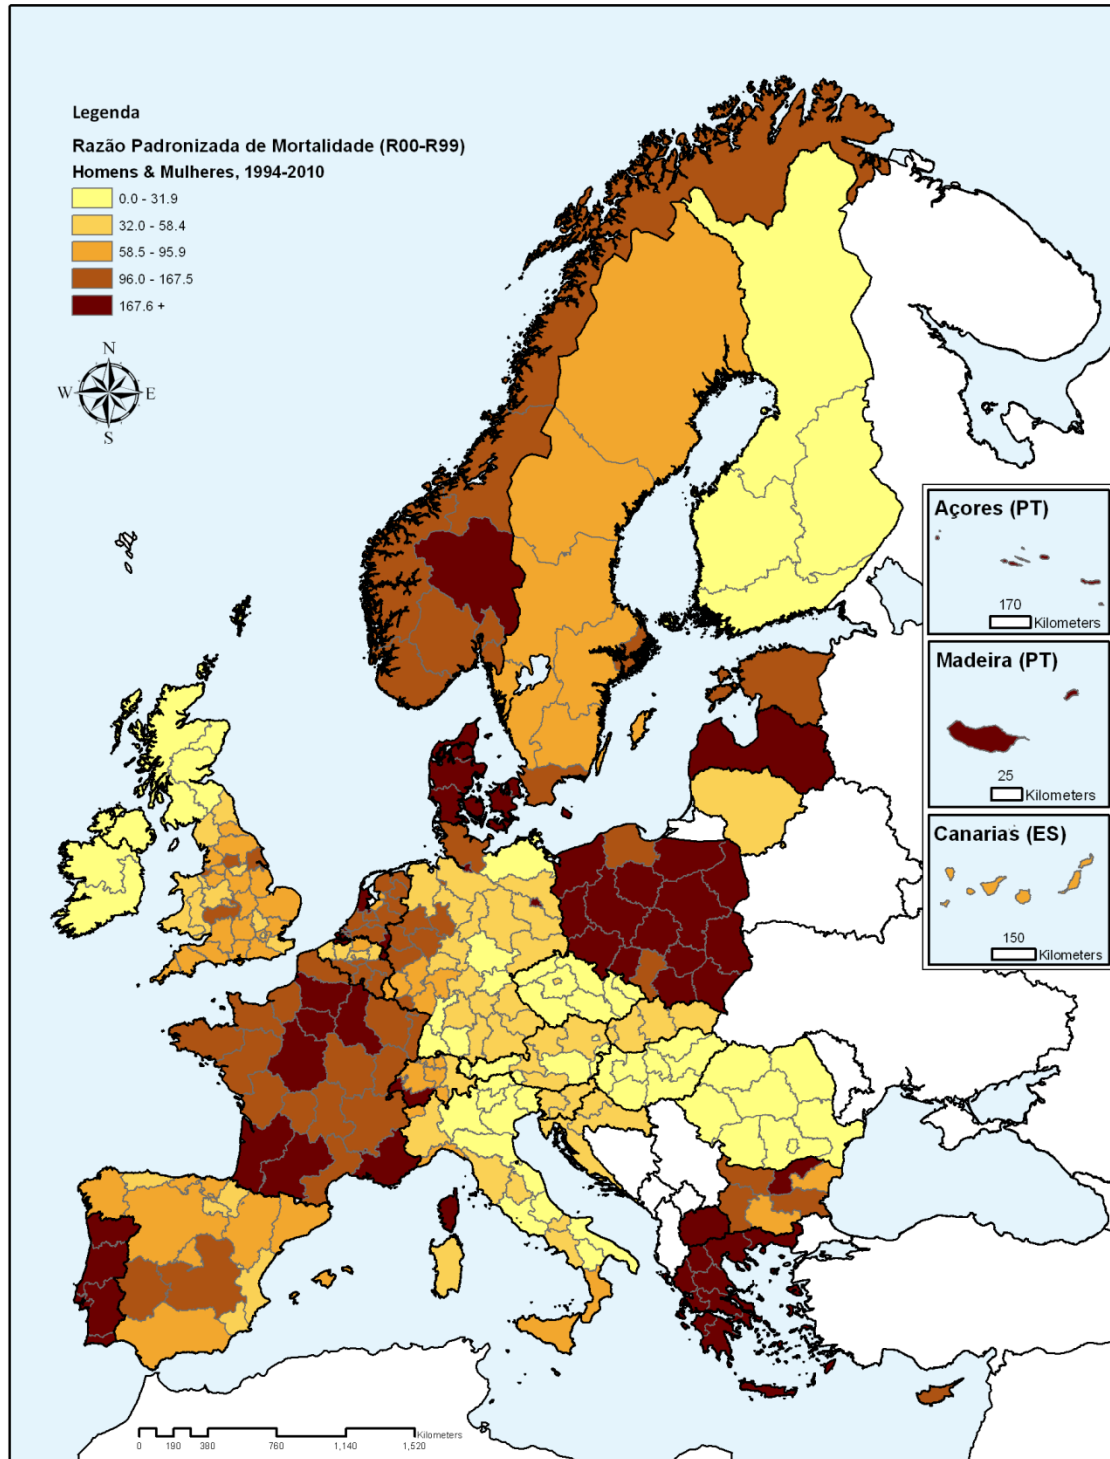 Legenda
Razão Padronizada de Mortalidade (R00-R99)
Homens & Mulheres, 1994-2010
0.0 - 31.9
32.0 - 58.4
58.5 - 95.9
96.0 - 167.5
167.6 +
N
W E
S
Açores (PT)
170
Kilometers
Madeira (PT)
25
Kilometers
Canarias (ES)
150
Kilometers
Kilometers
0 190 380 760 1,140 1,520